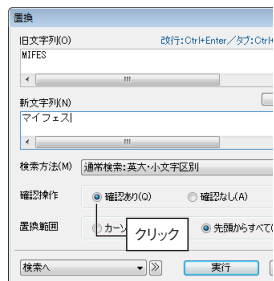 置換
旧文字列(O)
改行:Ctrl+Enter／タブ:Ctrl+
MIFES
新文字列(N)
マイフェス
検索方法(M) 通常検索:英大・小文字区別
確認操作 確認あり(Q) 確認なし(A)
置換範囲 カーソ 先頭からすべて(
クリック
検索へ 実行